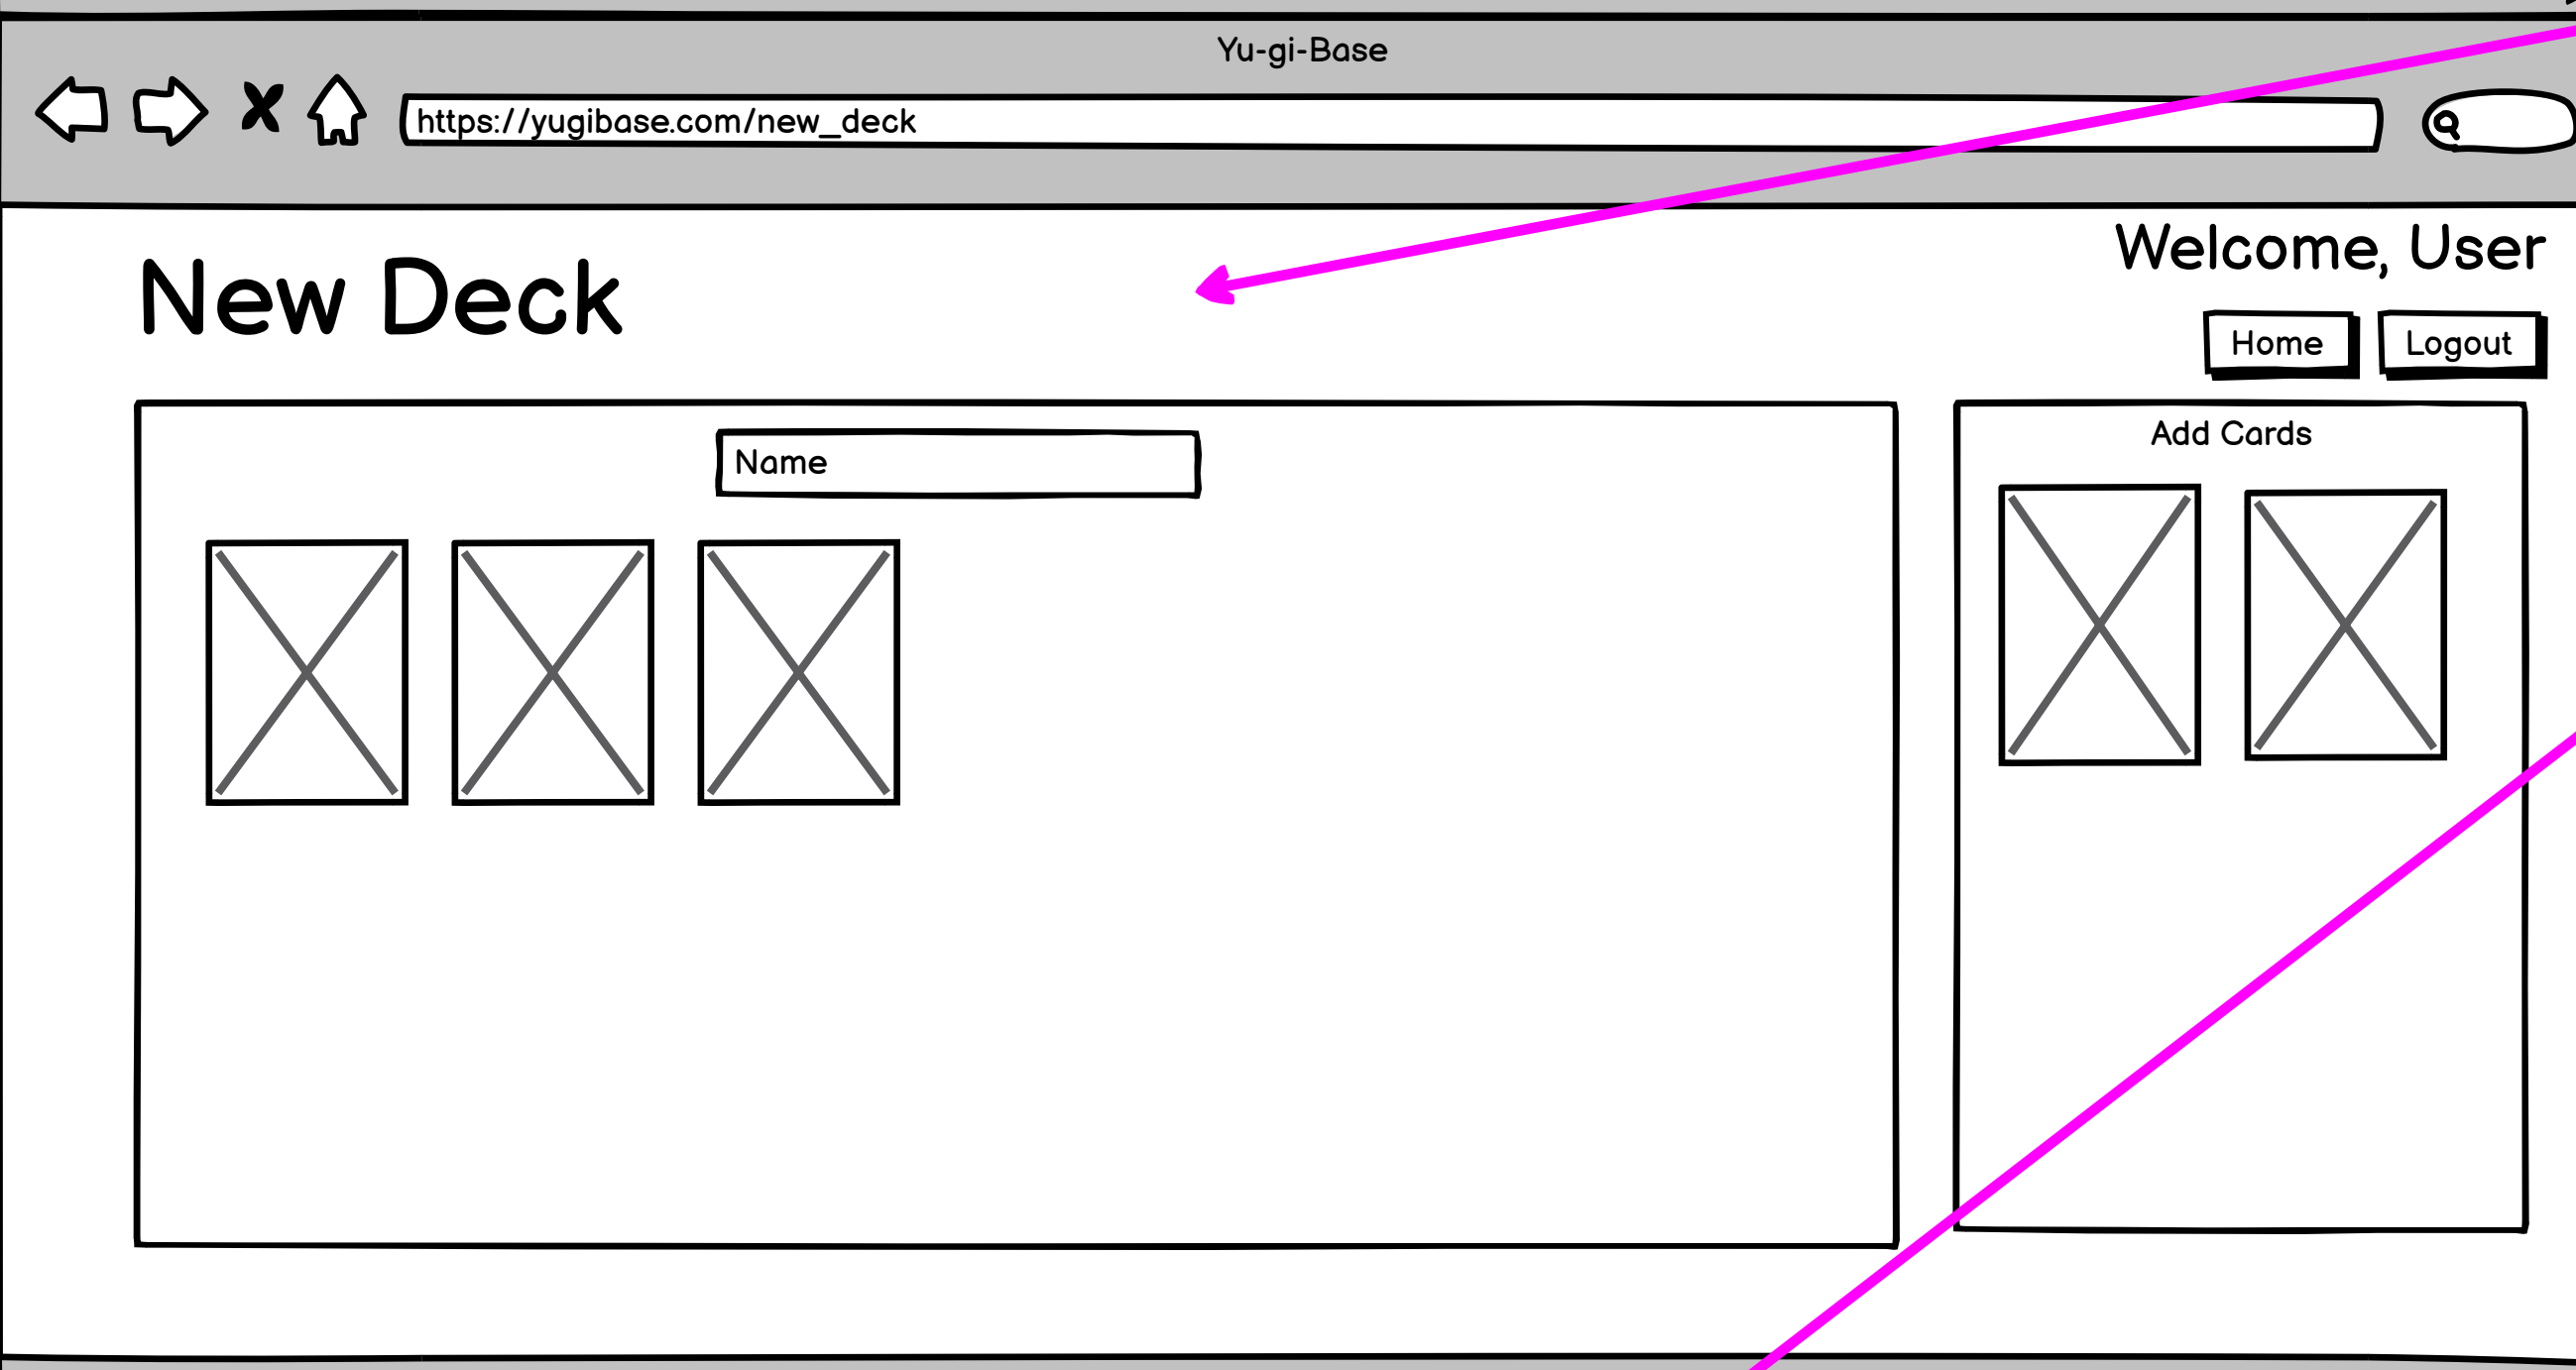 Yu-gi-Base
https://yugibase.com/new_deck
Welcome, User
New Deck
Home
Logout
Add Cards
Name